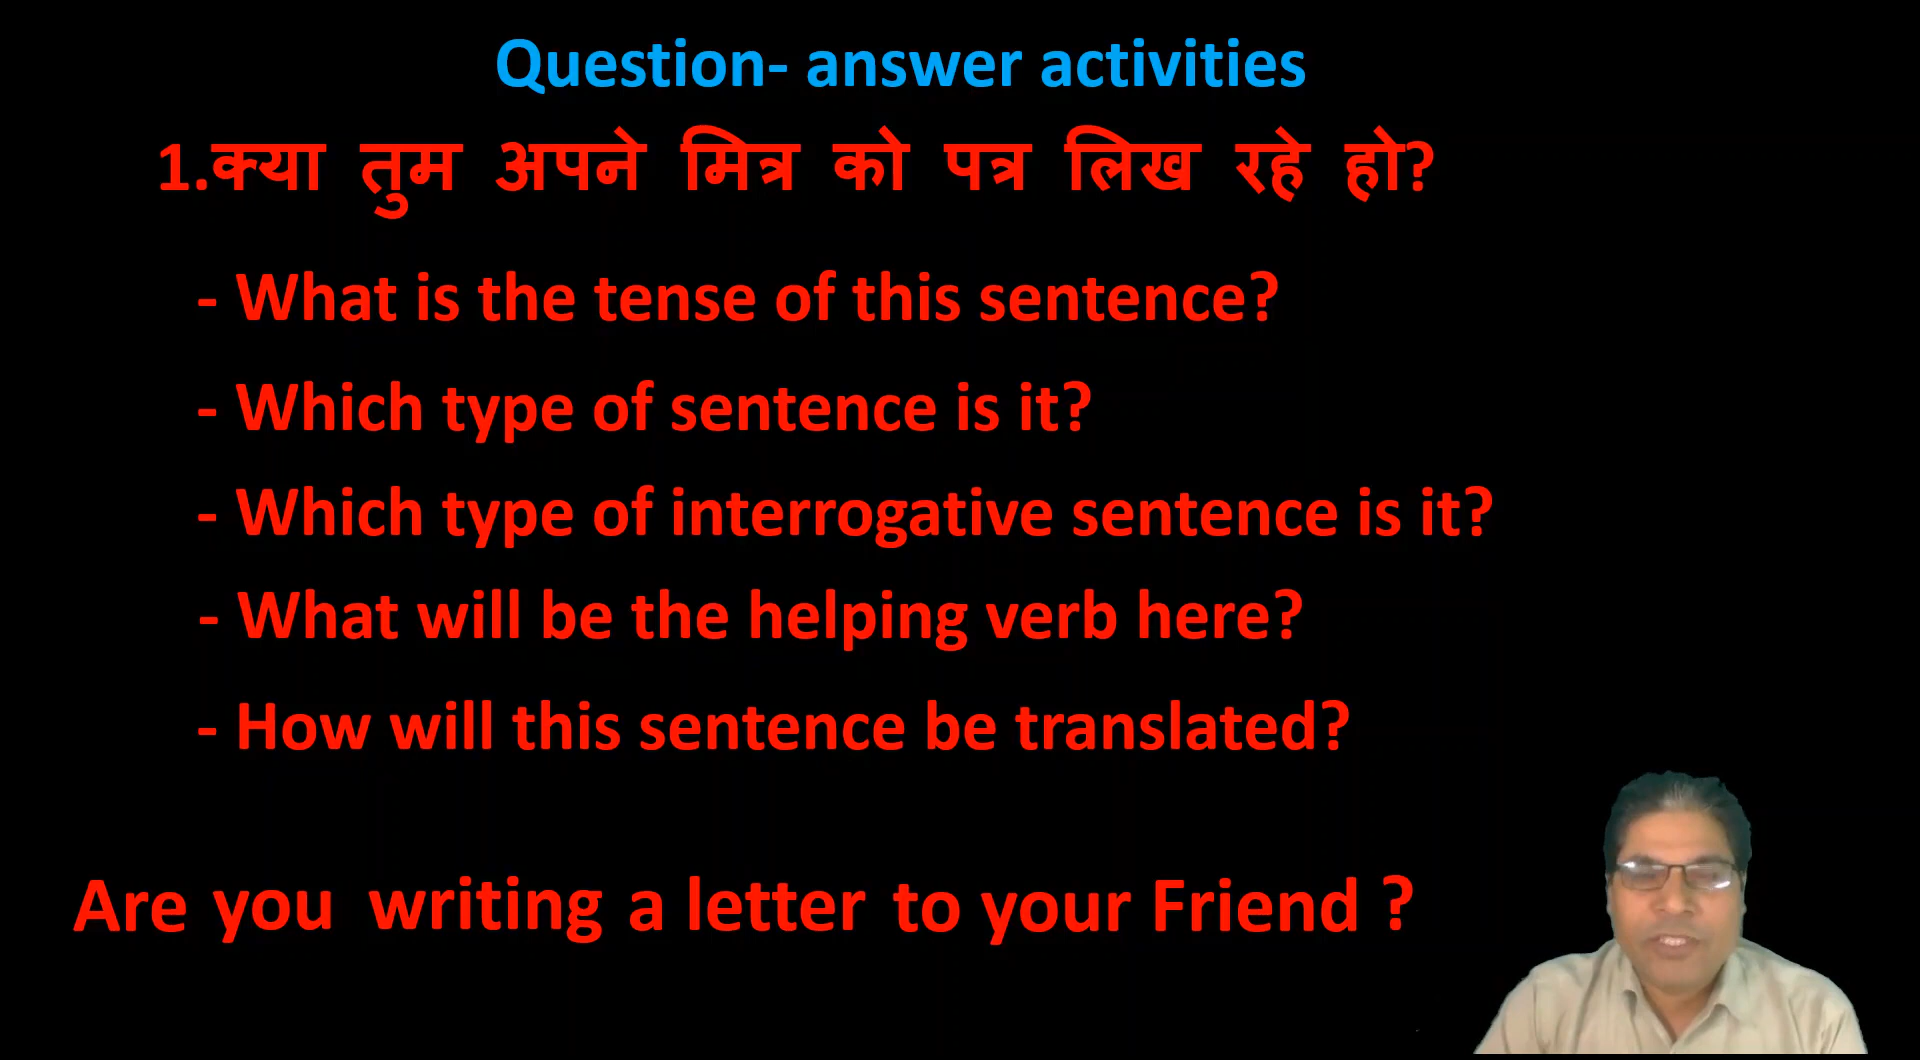 Question- answer activities
1.क्या तुम अपने मित्र को पत्र लिख रहे हो?
- What is the tense of this sentence?
- Which type of sentence is it?
- Which type of interrogative sentence is it?
- What will be the helping verb here?
- How will this sentence be translated?
Are you writing a letter to your Friend ?